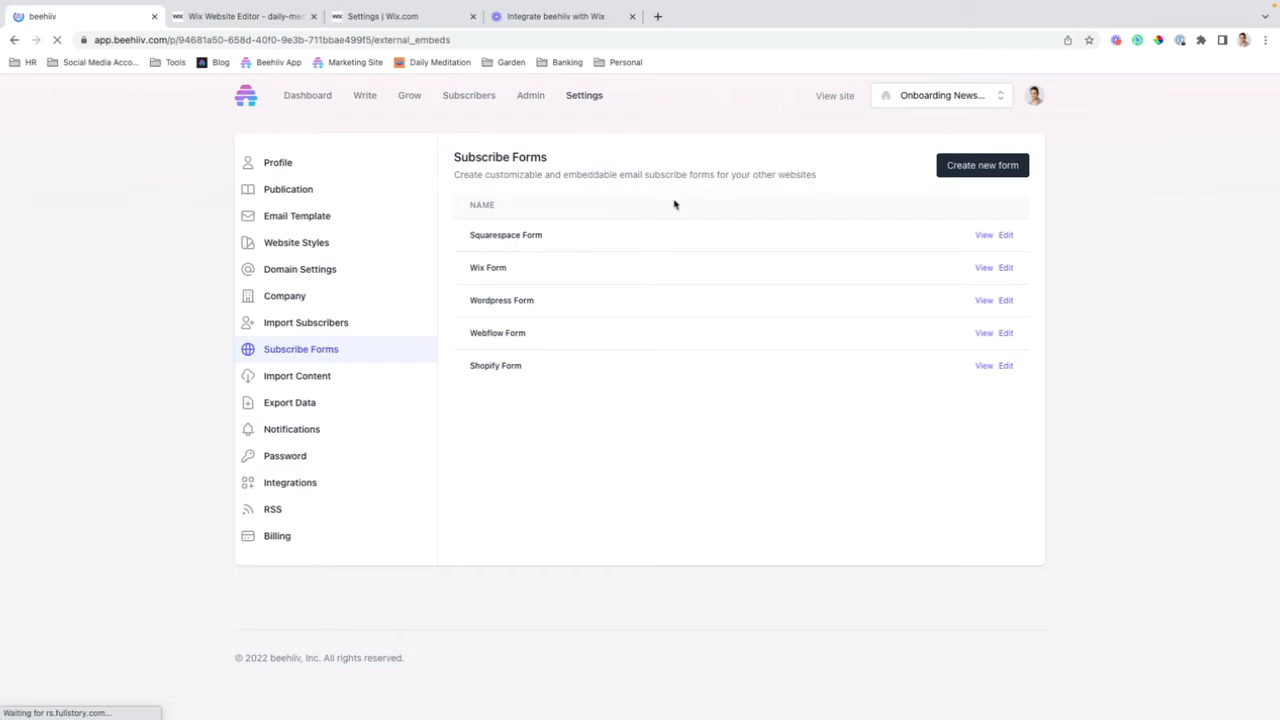 beehiiv
Wix Website Editor - daily-med
Settings | Wix.com
Integrate beehiiv with Wix
app.beehiiv.com/p/94681a50-658d-40f0-9e3b-711bbae499f5/external_embeds
HR
Social Media Acco...
Tools
Blog
Beehiiv App
Marketing Site
Daily Meditation
Garden
Banking
Personal
Dashboard
Write
Grow
Subscribers
Admin
Settings
View site
Onboarding News...
Profile
Publication
Email Template
Website Styles
Domain Settings
Company
Import Subscribers
Subscribe Forms
Import Content
Export Data
Notifications
Password
Integrations
RSS
Billing
Subscribe Forms
Create customizable and embeddable email subscribe forms for your other websites
Create new form
NAME
Squarespace Form View Edit
Wix Form View Edit
Wordpress Form View Edit
Webflow Form View Edit
Shopify Form View Edit
© 2022 beehiiv, Inc. All rights reserved.
Waiting for rs.fullstory.com...